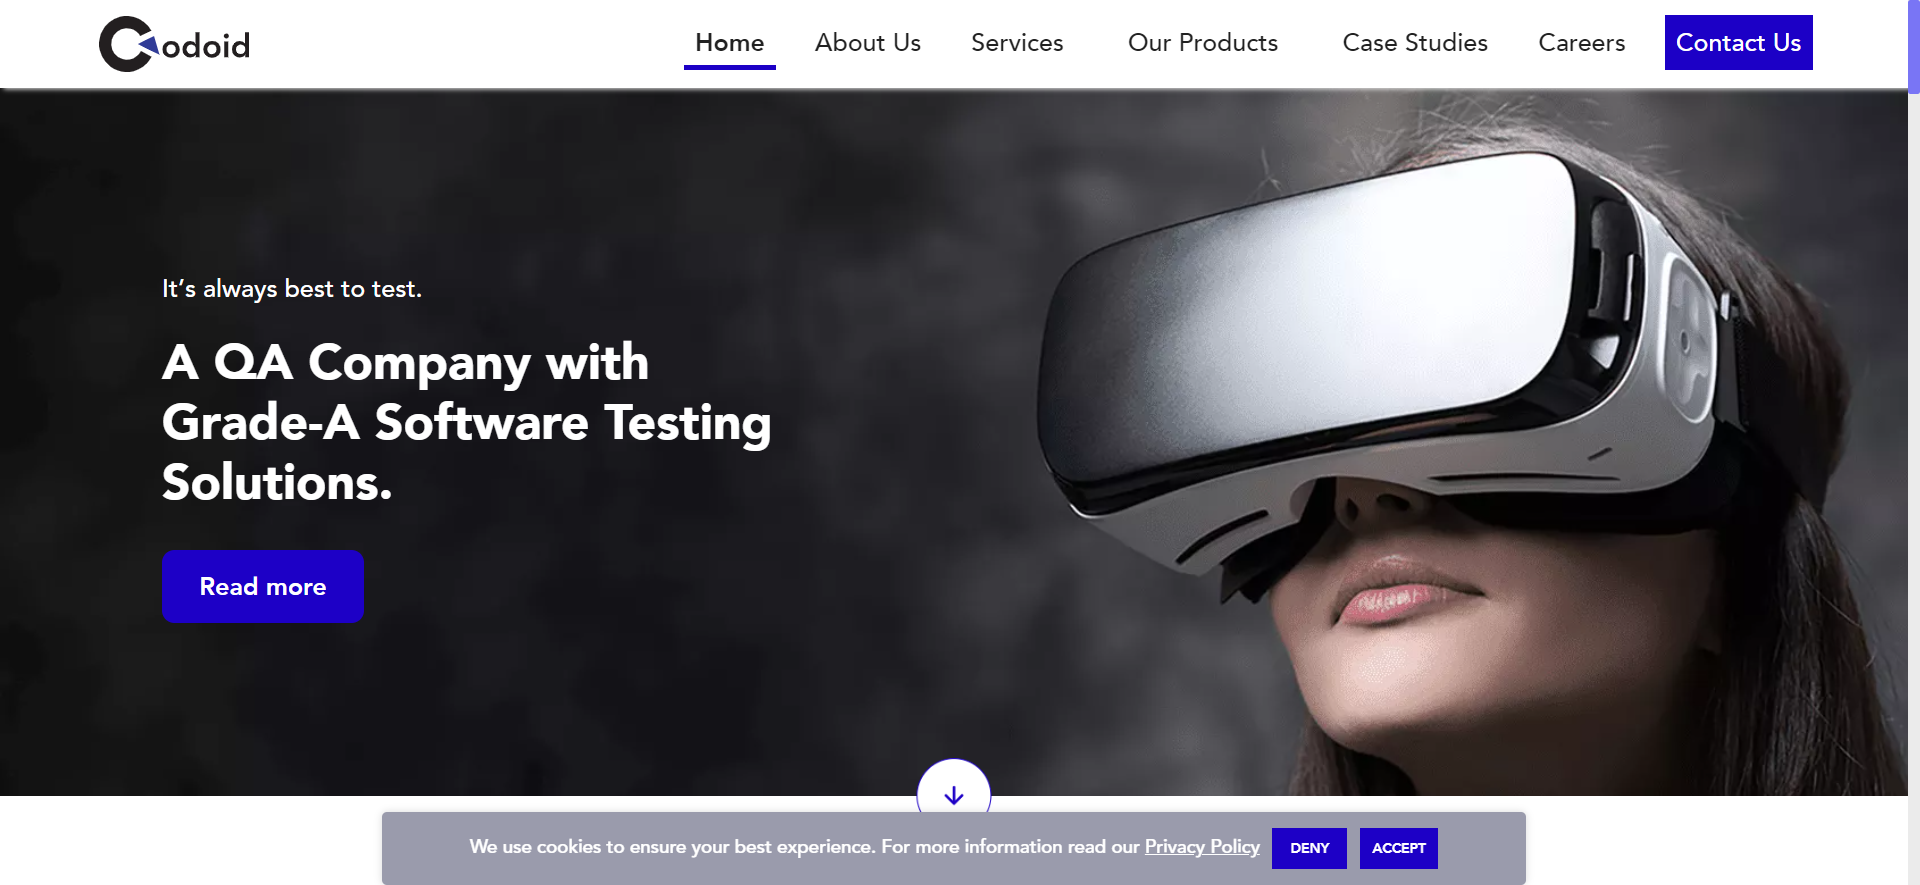 Codoid
Home
About Us
Services
Our Products
Case Studies
Careers
Contact Us
It’s always best to test.
A QA Company with
Grade-A Software Testing
Solutions.
Read more
We use cookies to ensure your best experience. For more information read our Privacy Policy
DENY
ACCEPT